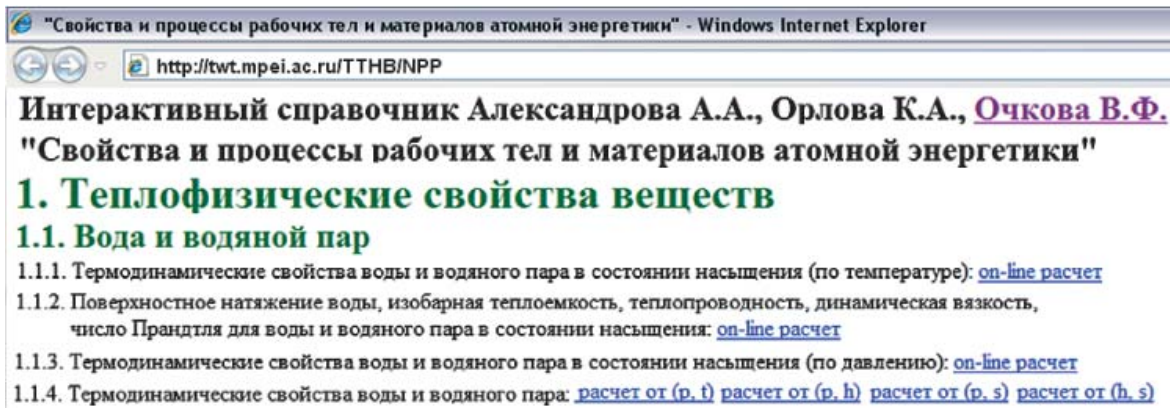 "Свойства и процессы рабочих тел и материалов атомной энергетики" - Windows Internet Explorer
http://twt.mpei.ac.ru/TTHB/NPP
Интерактивный справочник Александрова А.А., Орлова К.А., Очкова В.Ф.
"Свойства и процессы рабочих тел и материалов атомной энергетики"
1. Теплофизические свойства веществ
1.1. Вода и водяной пар
1.1.1. Термодинамические свойства воды и водяного пара в состоянии насыщения (по температуре): on-line расчет
1.1.2. Поверхностное натяжение воды, изобарная теплоемкость, теплопроводность, динамическая вязкость,
число Прандтля для воды и водяного пара в состоянии насыщения: on-line расчет
1.1.3. Термодинамические свойства воды и водяного пара в состоянии насыщения (по давлению): on-line расчет
1.1.4. Термодинамические свойства воды и водяного пара: расчет от (p, t) расчет от (p, h) расчет от (p, s) расчет от (h, s)